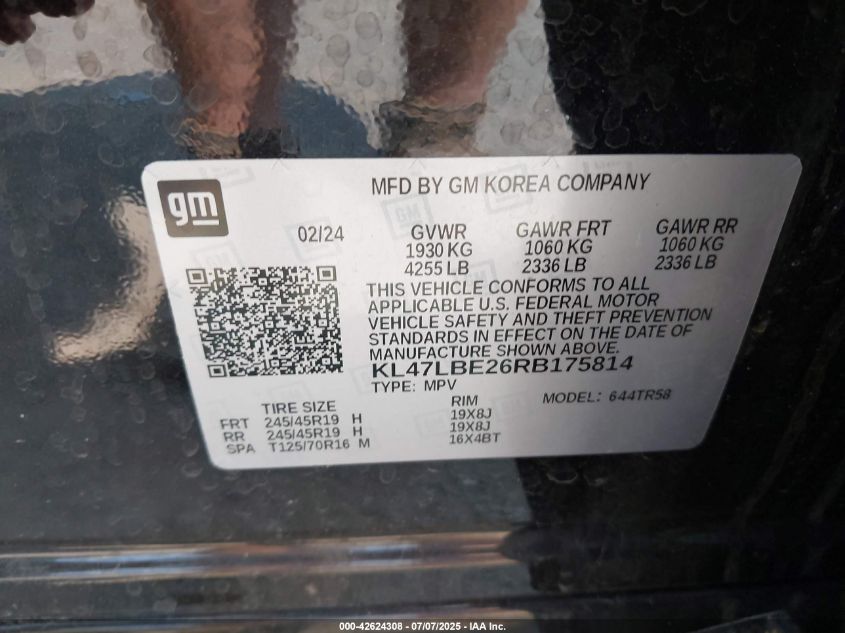 gm
MFD BY GM KOREA COMPANY
02/24
GVWR GAWR FRT GAWR RR
1930 KG 1060 KG 1060 KG
4255 LB 2336 LB 2336 LB
THIS VEHICLE CONFORMS TO ALL
APPLICABLE U.S. FEDERAL MOTOR
VEHICLE SAFETY AND THEFT PREVENTION
STANDARDS IN EFFECT ON THE DATE OF
MANUFACTURE SHOWN ABOVE.
KL47LBE26RB175814
TYPE: MPV
MODEL: 644TR58
TIRE SIZE RIM
FRT 245/45R19 H 19X8J
RR 245/45R19 H 19X8J
SPA T125/70R16 M 16X4BT
000-42624308 - 07/07/2025 - IAA Inc.